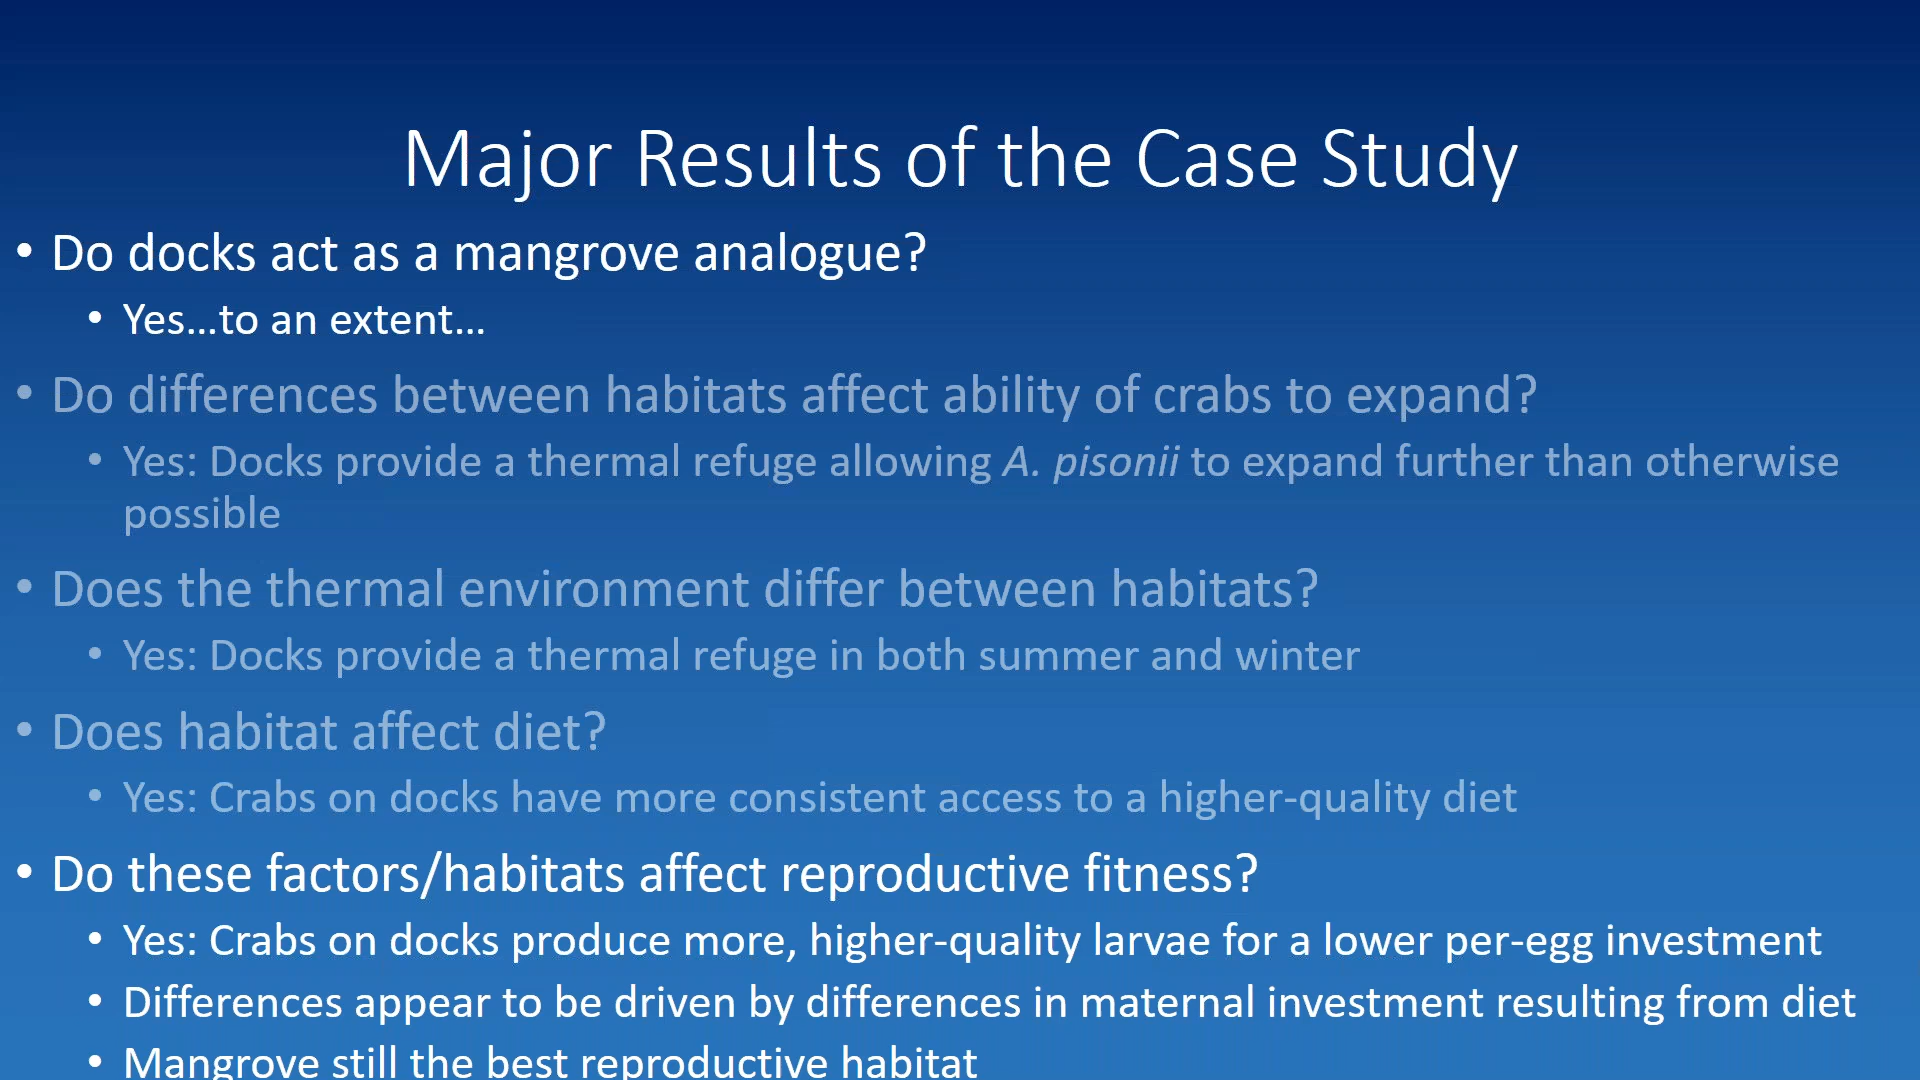 Major Results of the Case Study
• Do docks act as a mangrove analogue?
• Yes...to an extent...
• Do differences between habitats affect ability of crabs to expand?
• Yes: Docks provide a thermal refuge allowing A. pisonii to expand further than otherwise
possible
• Does the thermal environment differ between habitats?
• Yes: Docks provide a thermal refuge in both summer and winter
• Does habitat affect diet?
• Yes: Crabs on docks have more consistent access to a higher-quality diet
• Do these factors/habitats affect reproductive fitness?
• Yes: Crabs on docks produce more, higher-quality larvae for a lower per-egg investment
• Differences appear to be driven by differences in maternal investment resulting from diet
• Mangrove still the best reproductive habitat